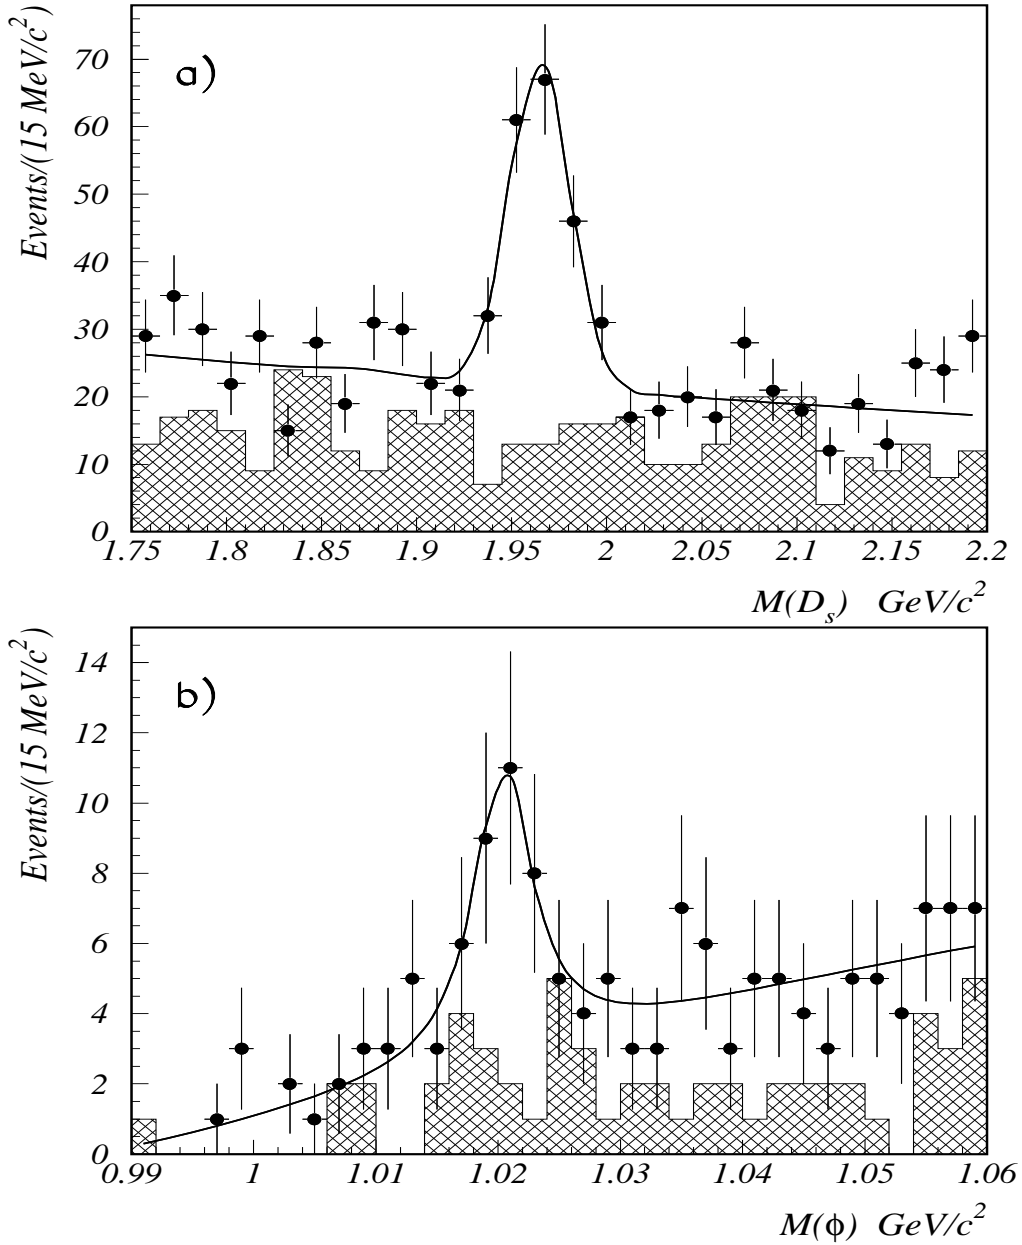 Events/(15 MeV/c²)
a)
70
60
50
40
30
20
10
0
1.75 1.8 1.85 1.9 1.95 2 2.05 2.1 2.15 2.2
M(Dₛ) GeV/c²
Events/(15 MeV/c²)
b)
14
12
10
8
6
4
2
0
0.99 1 1.01 1.02 1.03 1.04 1.05 1.06
M(ϕ) GeV/c²